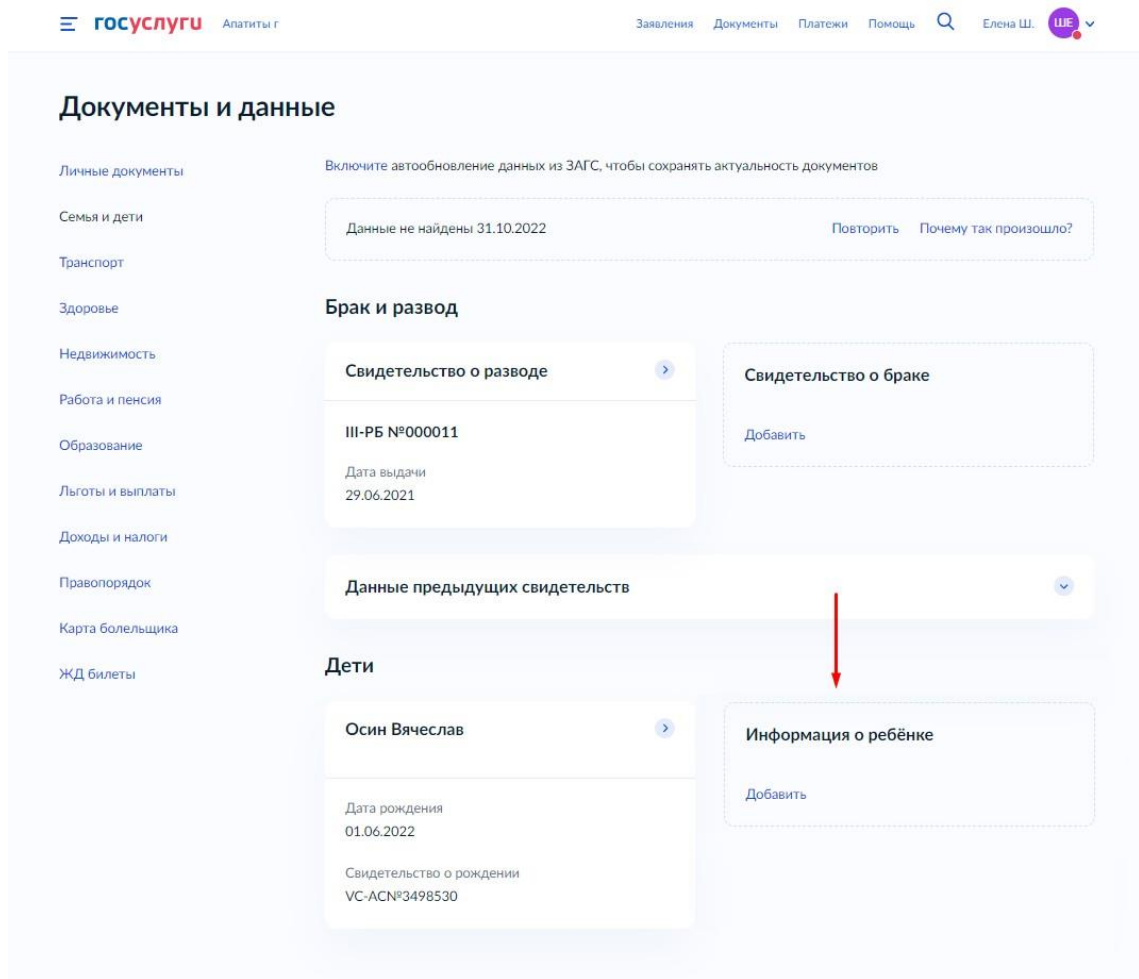 госуслуги Апатиты г Заявления Документы Платежи Помощь Елена Ш. ШЕ
Документы и данные
Личные документы
Семья и дети
Транспорт
Здоровье
Недвижимость
Работа и пенсия
Образование
Льготы и выплаты
Доходы и налоги
Правопорядок
Карта болельщика
ЖД билеты
Включите автообновление данных из ЗАГС, чтобы сохранять актуальность документов
Данные не найдены 31.10.2022 Повторить Почему так произошло?
Брак и развод
Свидетельство о разводе
III-РБ №000011
Дата выдачи
29.06.2021
Свидетельство о браке
Добавить
Данные предыдущих свидетельств
Дети
Осин Вячеслав
Дата рождения
01.06.2022
Свидетельство о рождении
VC-АС№3498530
Информация о ребёнке
Добавить